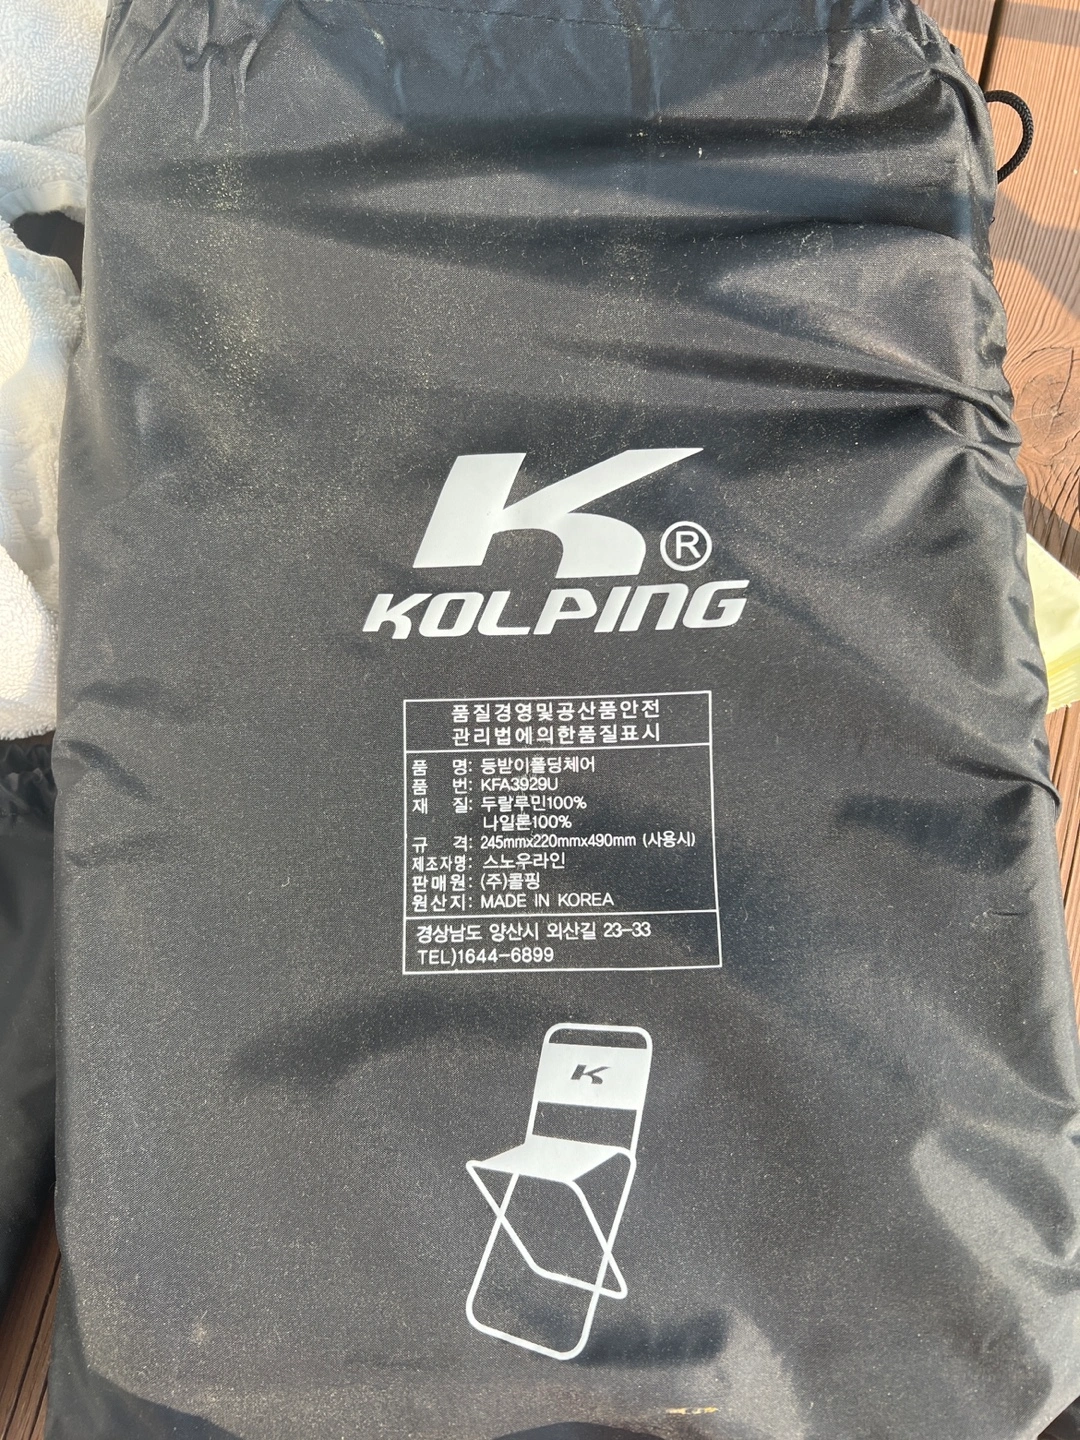 K®
KOLPING
품질경영및공산품안전
관리법에의한품질표시
품 명: 등받이폴딩체어
품 번: KFA3929U
재 질: 두랄루민100%
나일론100%
규 격: 245mmx220mmx490mm (사용시)
제조자명: 스노우라인
판매원: (주)콜핑
원산지: MADE IN KOREA
경상남도 양산시 외산길 23-33
TEL)1644-6899
K